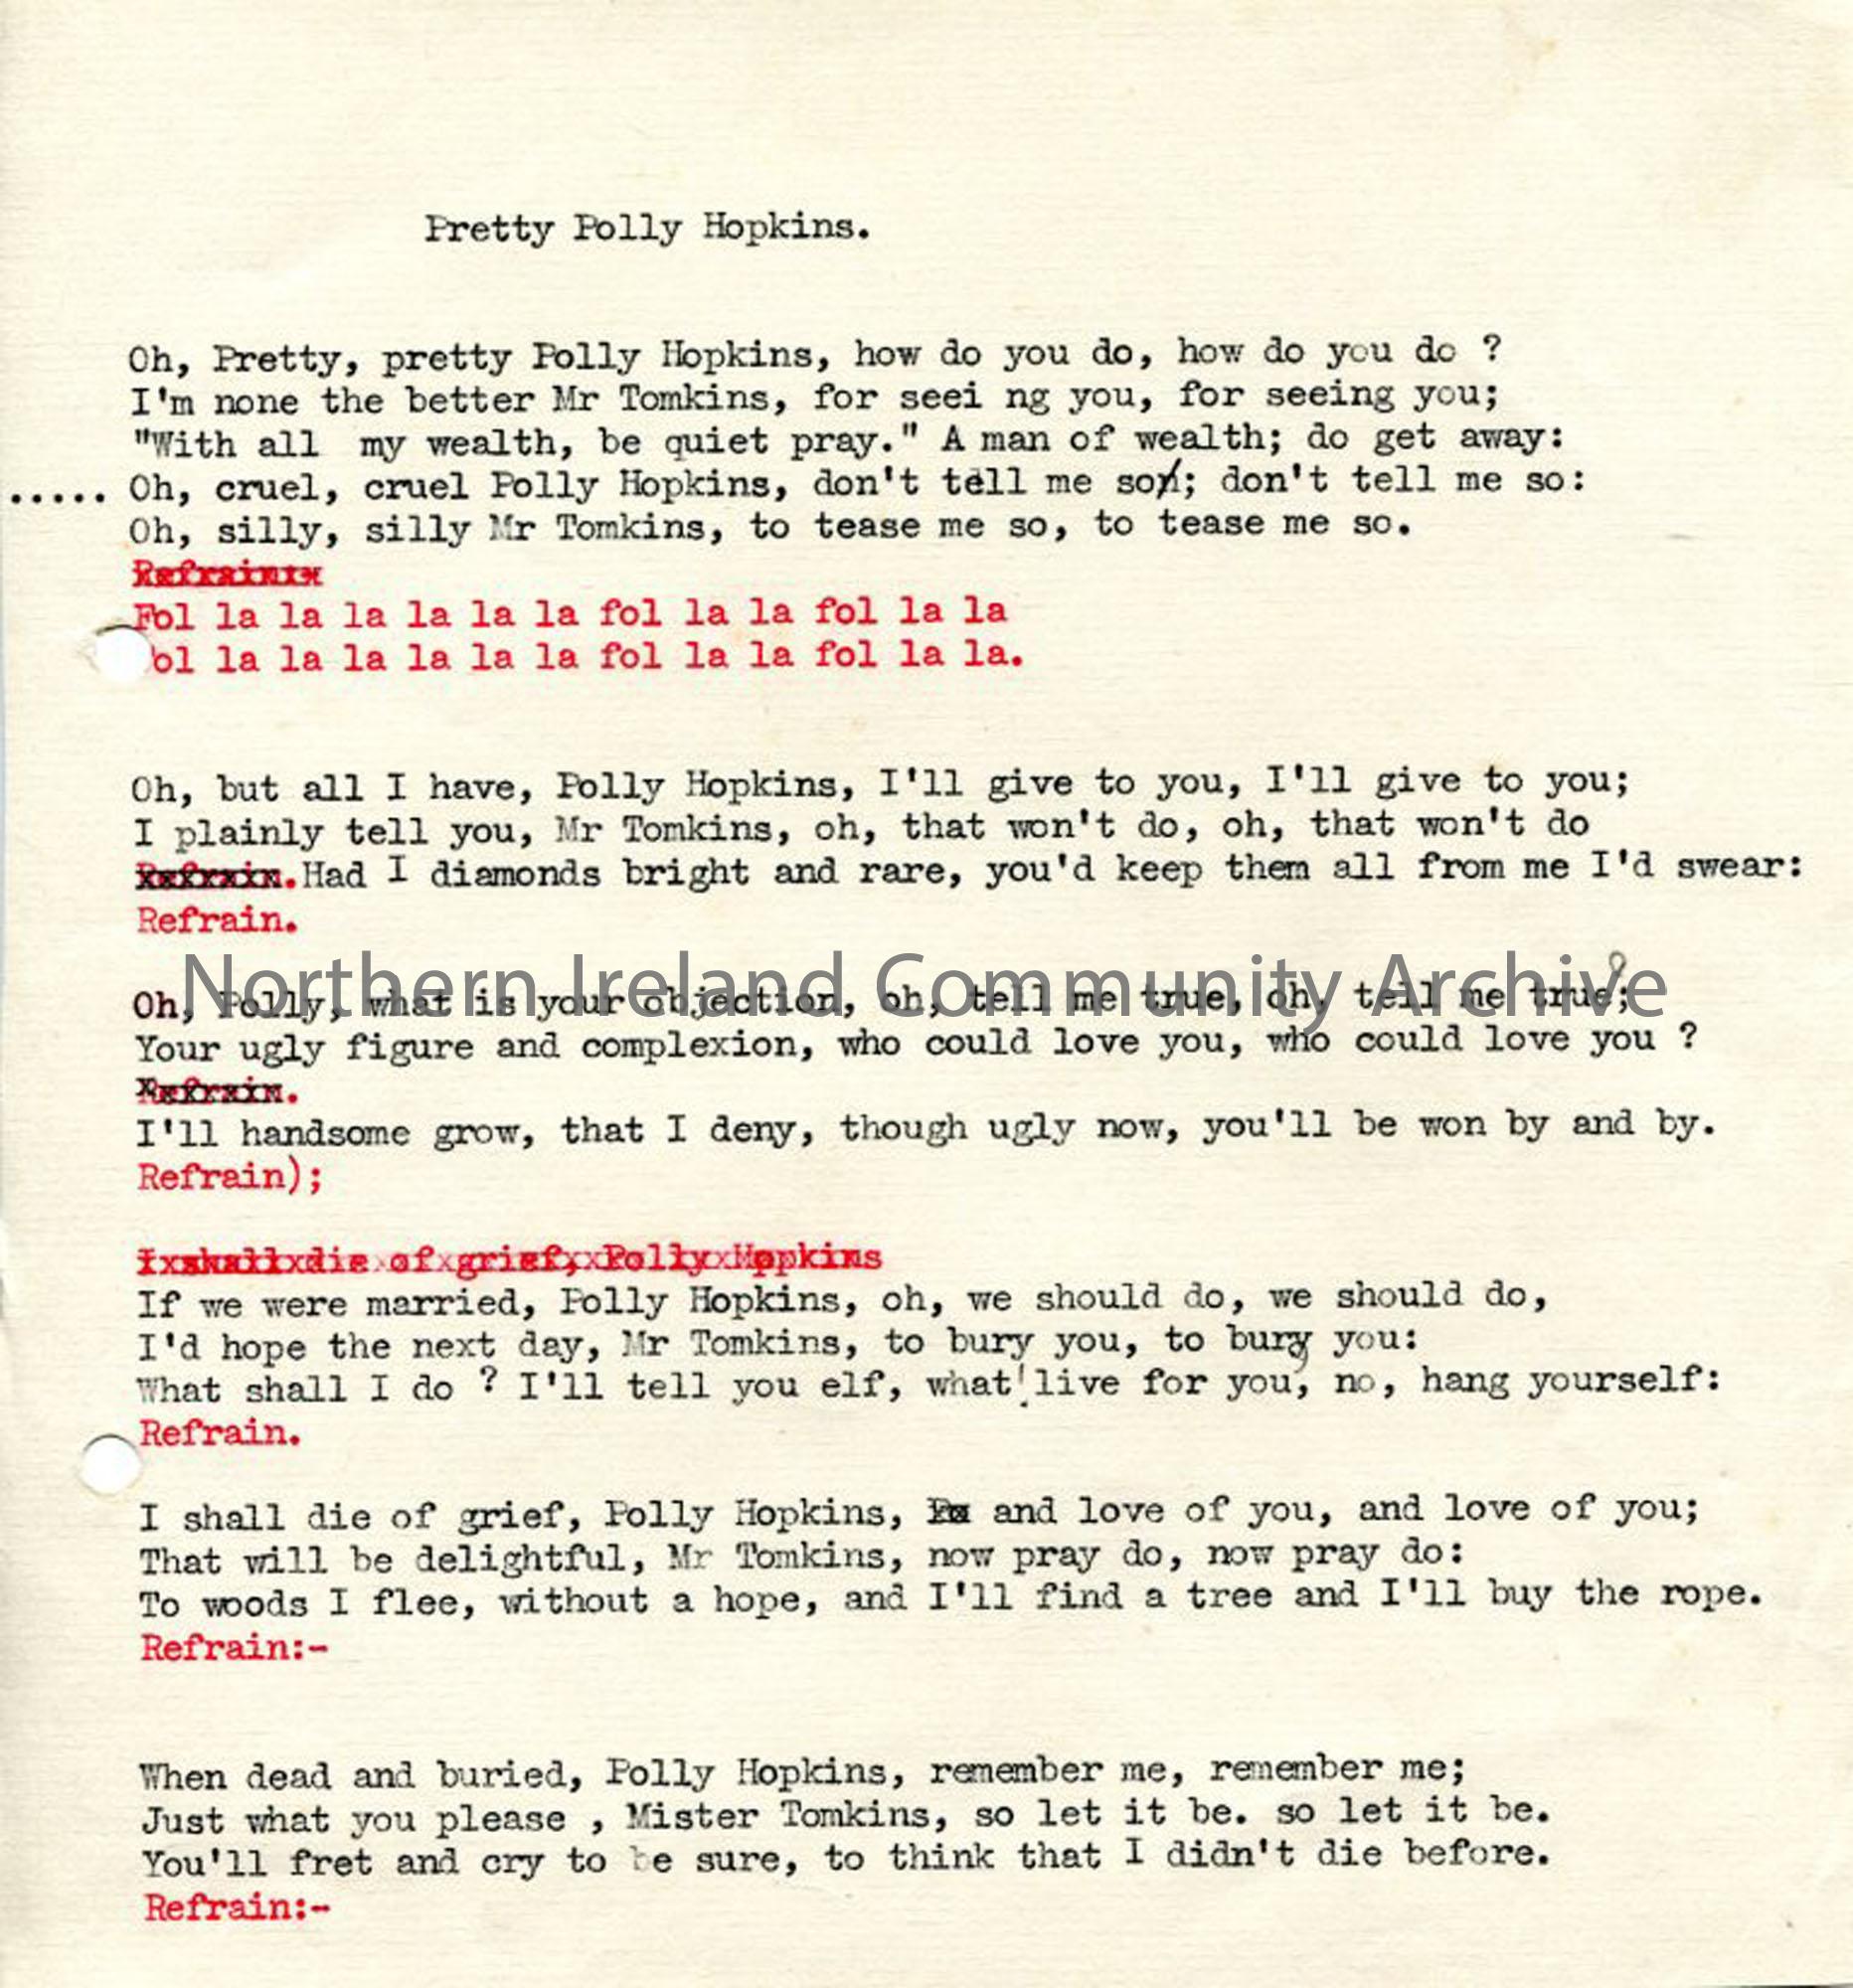 Pretty Polly Hopkins.
Oh, Pretty, pretty Polly Hopkins, how do you do, how do you do ?
I'm none the better Mr Tomkins, for seei ng you, for seeing you;
"With all  my wealth, be quiet pray." A man of wealth; do get away:
..... Oh, cruel, cruel Polly Hopkins, don't tell me so; don't tell me so:
Oh, silly, silly Mr Tomkins, to tease me so, to tease me so.
Refrain
Fol la la la la la la fol la la fol la la
ol la la la la la la fol la la fol la la.
Oh, but all I have, Polly Hopkins, I'll give to you, I'll give to you;
I plainly tell you, Mr Tomkins, oh, that won't do, oh, that won't do
Refrain.Had I diamonds bright and rare, you'd keep them all from me I'd swear:
Refrain.
Northern Ireland Community Archive
Oh, Polly, what is your objection, oh, tell me true, oh, tell me true;
Your ugly figure and complexion, who could love you, who could love you ?
Refrain.
I'll handsome grow, that I deny, though ugly now, you'll be won by and by.
Refrain);
I shall die of grief, Polly Hopkins
If we were married, Polly Hopkins, oh, we should do, we should do,
I'd hope the next day, Mr Tomkins, to bury you, to bury you:
What shall I do ? I'll tell you elf, what!live for you, no, hang yourself:
Refrain.
I shall die of grief, Polly Hopkins, and love of you, and love of you;
That will be delightful, Mr Tomkins, now pray do, now pray do:
To woods I flee, without a hope, and I'll find a tree and I'll buy the rope.
Refrain:-
When dead and buried, Polly Hopkins, remember me, remember me;
Just what you please , Mister Tomkins, so let it be. so let it be.
You'll fret and cry to be sure, to think that I didn't die before.
Refrain:-